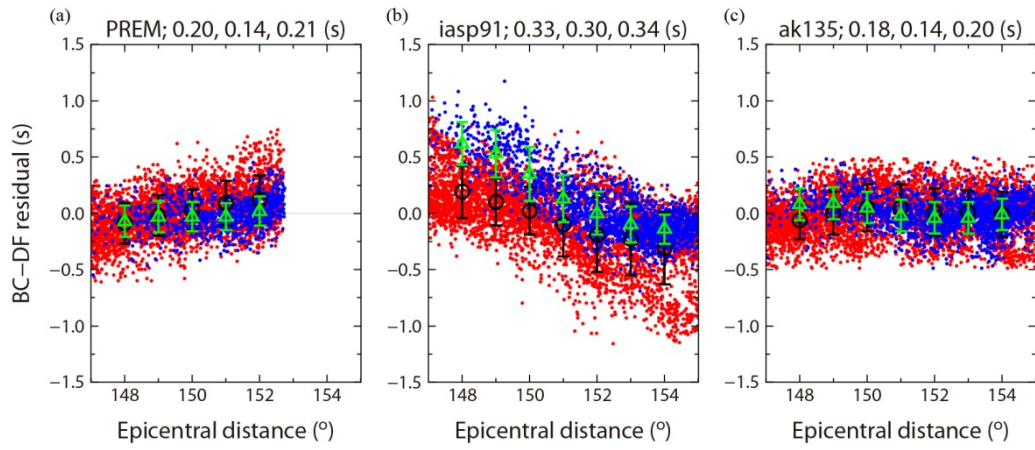 (a) PREM; 0.20, 0.14, 0.21 (s)
(b) iasp91; 0.33, 0.30, 0.34 (s)
(c) ak135; 0.18, 0.14, 0.20 (s)
BC−DF residual (s)
1.5
1.0
0.5
0.0
−0.5
−1.0
−1.5
148 150 152 154
Epicentral distance (º)
1.5
1.0
0.5
0.0
−0.5
−1.0
−1.5
148 150 152 154
Epicentral distance (º)
1.5
1.0
0.5
0.0
−0.5
−1.0
−1.5
148 150 152 154
Epicentral distance (º)